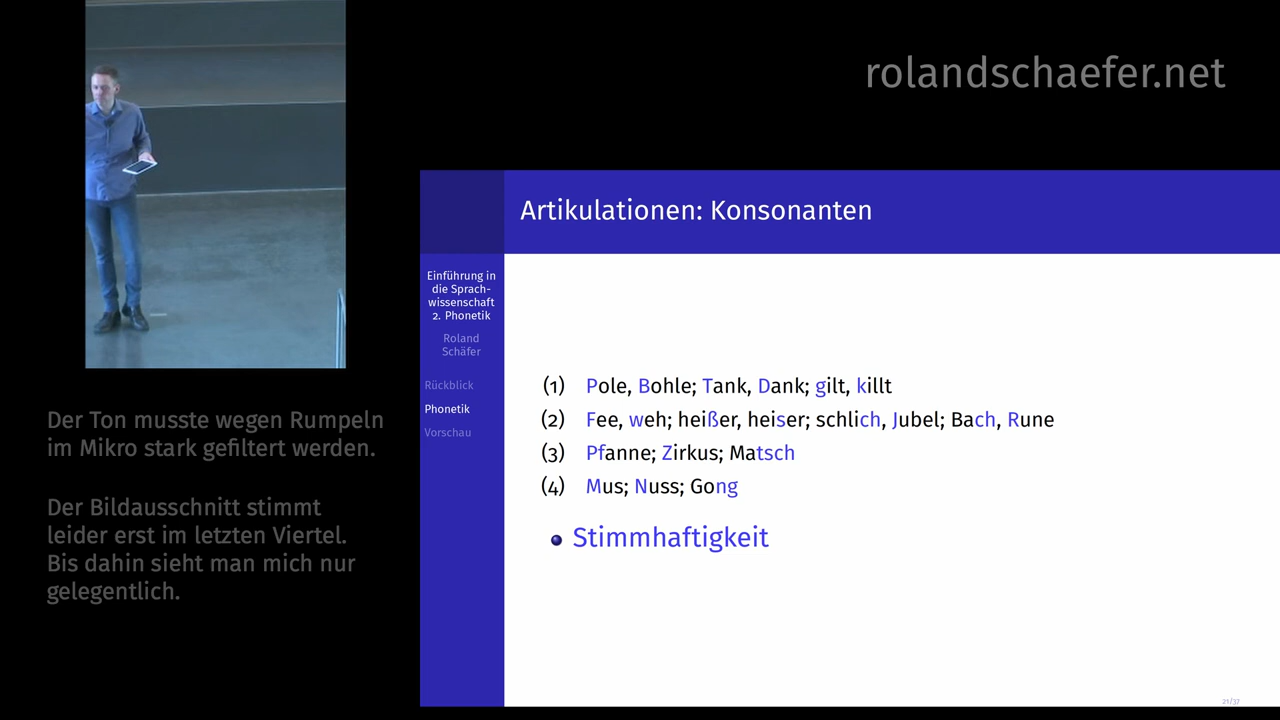 rolandschaefer.net
Artikulationen: Konsonanten
Einführung in
die Sprach-
wissenschaft
2. Phonetik
Roland
Schäfer
Rückblick
Phonetik
Vorschau
(1) Pole, Bohle; Tank, Dank; gilt, killt
(2) Fee, weh; heißer, heiser; schlich, Jubel; Bach, Rune
(3) Pfanne; Zirkus; Matsch
(4) Mus; Nuss; Gong
Stimmhaftigkeit
Der Ton musste wegen Rumpeln
im Mikro stark gefiltert werden.
Der Bildausschnitt stimmt
leider erst im letzten Viertel.
Bis dahin sieht man mich nur
gelegentlich.
21/37